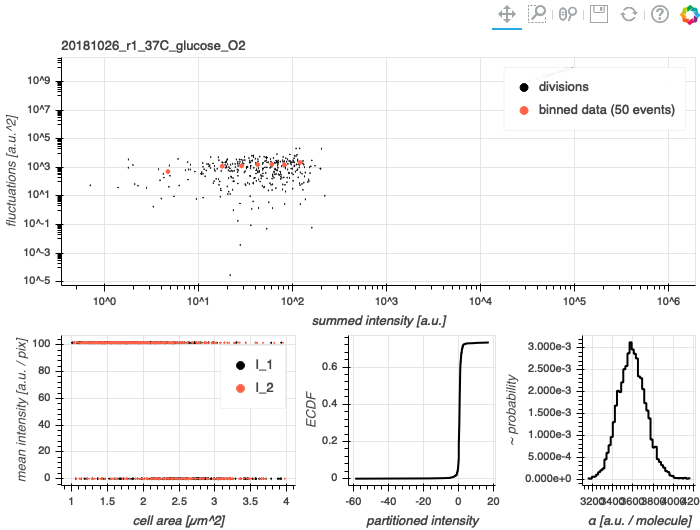 20181026_r1_37C_glucose_O2
fluctuations [a.u.^2]
10^9
10^7
10^5
10^3
10^1
10^-1
10^-3
10^-5
divisions
binned data (50 events)
10^0
10^1
10^2
10^3
10^4
10^5
10^6
summed intensity [a.u.]
mean intensity [a.u. / pix]
100
80
60
40
20
0
I_1
I_2
1
1.5
2
2.5
3
3.5
4
cell area [μm^2]
ECDF
0.6
0.4
0.2
0
-60
-40
-20
0
20
partitioned intensity
~ probability
3.000e-3
2.500e-3
2.000e-3
1.500e-3
1.000e-3
5.000e-4
0.000e+0
3200
3400
3600
3800
4000
420
α [a.u. / molecule]